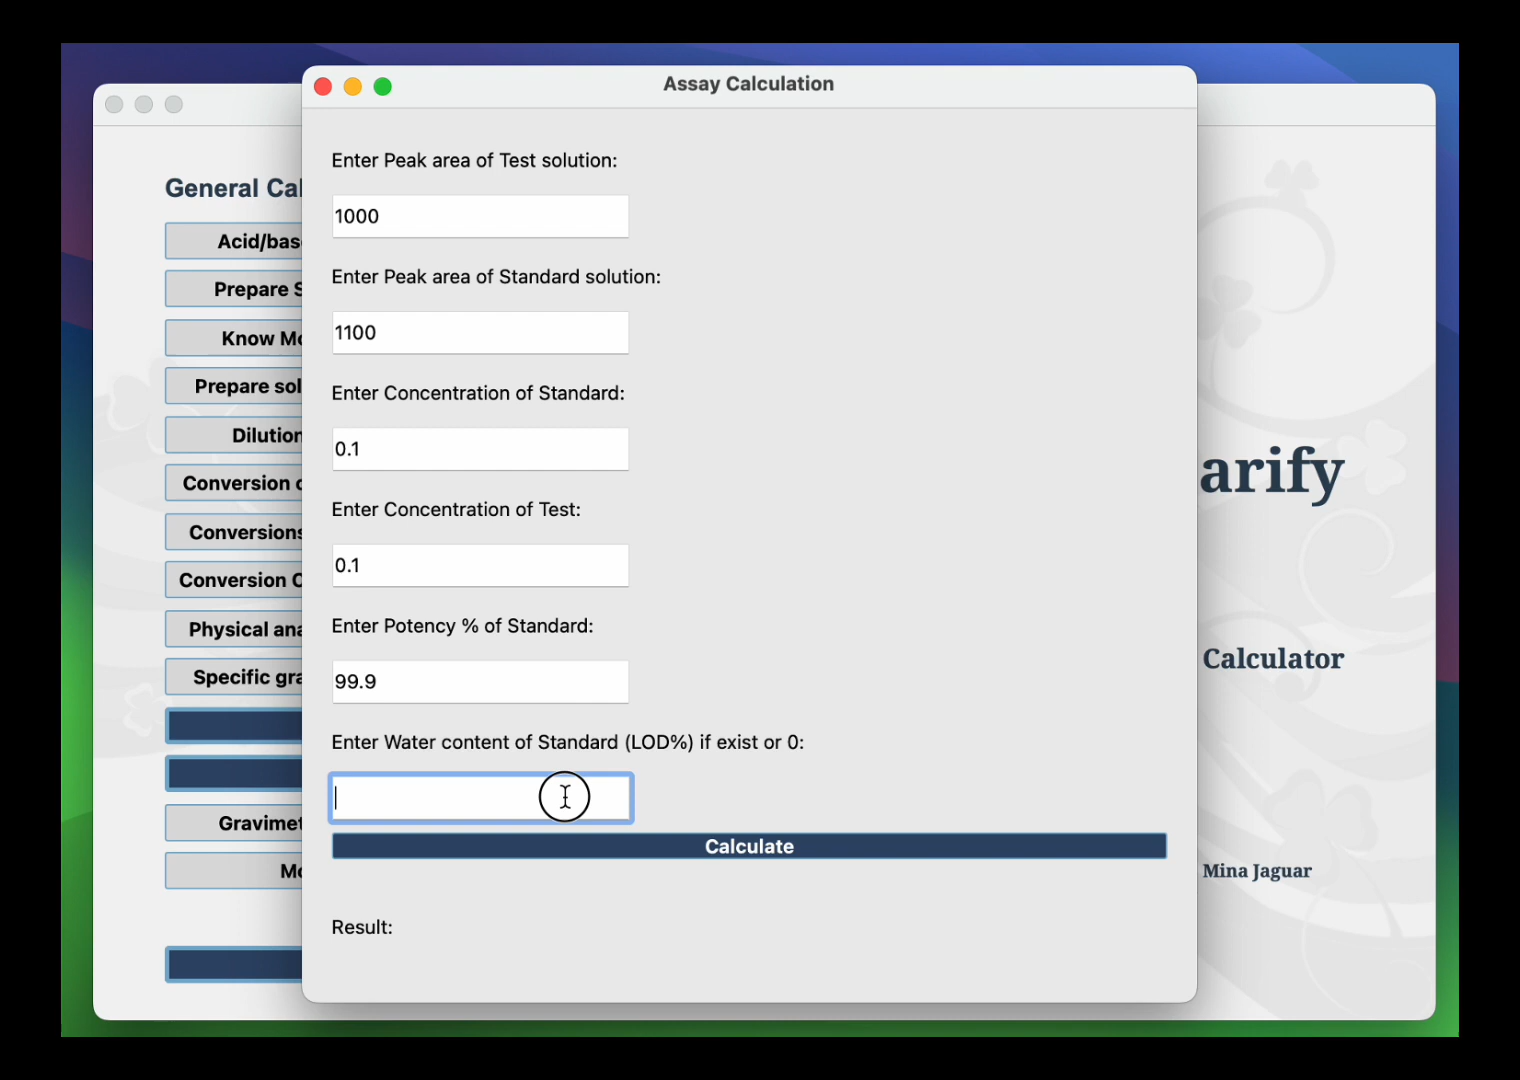 Assay Calculation
General Cal
Acid/bas
Prepare S
Know Mo
Prepare sol
Dilution
Conversion c
Conversions
Conversion C
Physical ana
Specific gra
Gravimet
Mo
Enter Peak area of Test solution:
1000
Enter Peak area of Standard solution:
1100
Enter Concentration of Standard:
0.1
Enter Concentration of Test:
0.1
Enter Potency % of Standard:
99.9
Enter Water content of Standard (LOD%) if exist or 0:
Calculate
Result:
arify
Calculator
Mina Jaguar